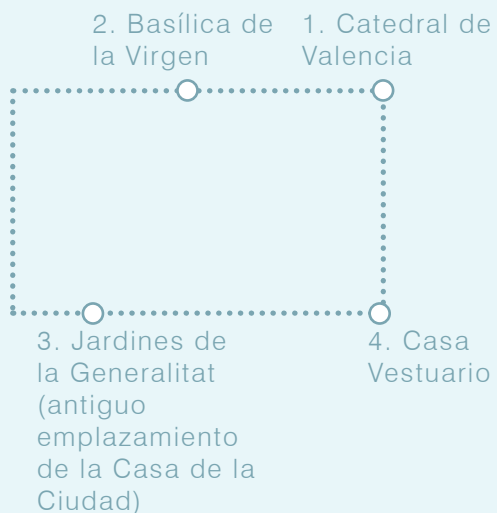 2. Basílica de
la Virgen
1. Catedral de
Valencia
3. Jardines de
la Generalitat
(antiguo
emplazamiento
de la Casa de la
Ciudad)
4. Casa
Vestuario